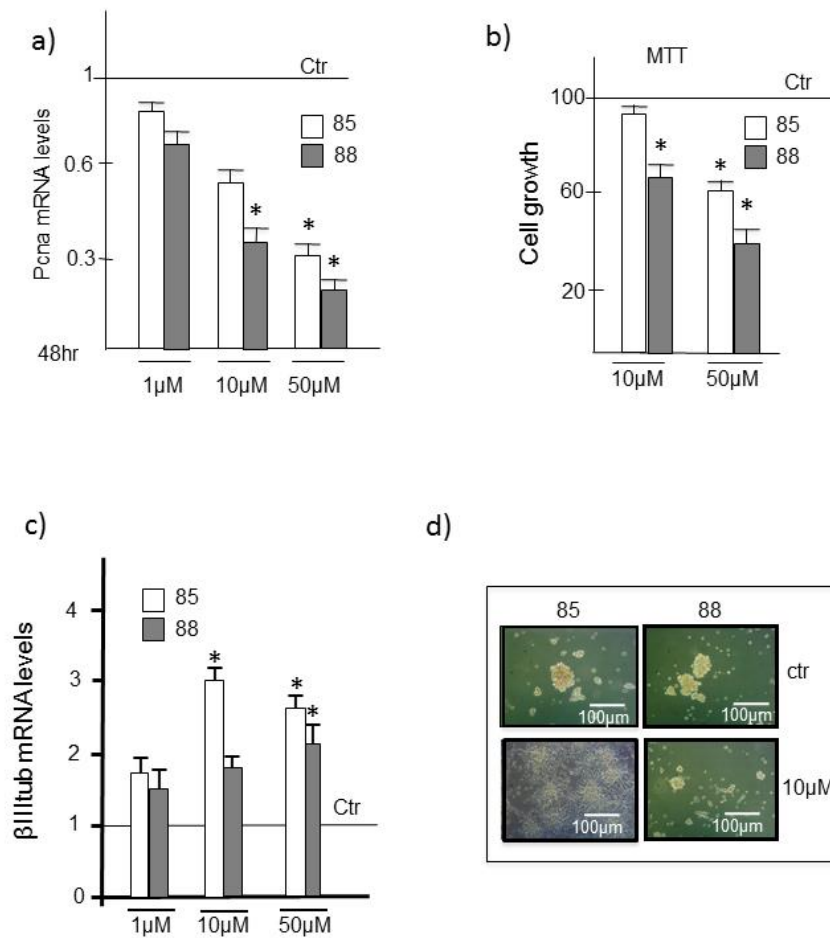 a)
Pcna mRNA levels
1
0.6
0.3
48hr
Ctr
85
88
*
*
*
1µM
10µM
50µM
b)
MTT
Cell growth
100
60
20
Ctr
85
88
*
*
*
10µM
50µM
c)
βIIItub mRNA levels
4
3
2
1
0
85
88
*
*
*
Ctr
1µM
10µM
50µM
d)
85 88
100µm 100µm ctr
100µm 100µm 10µM